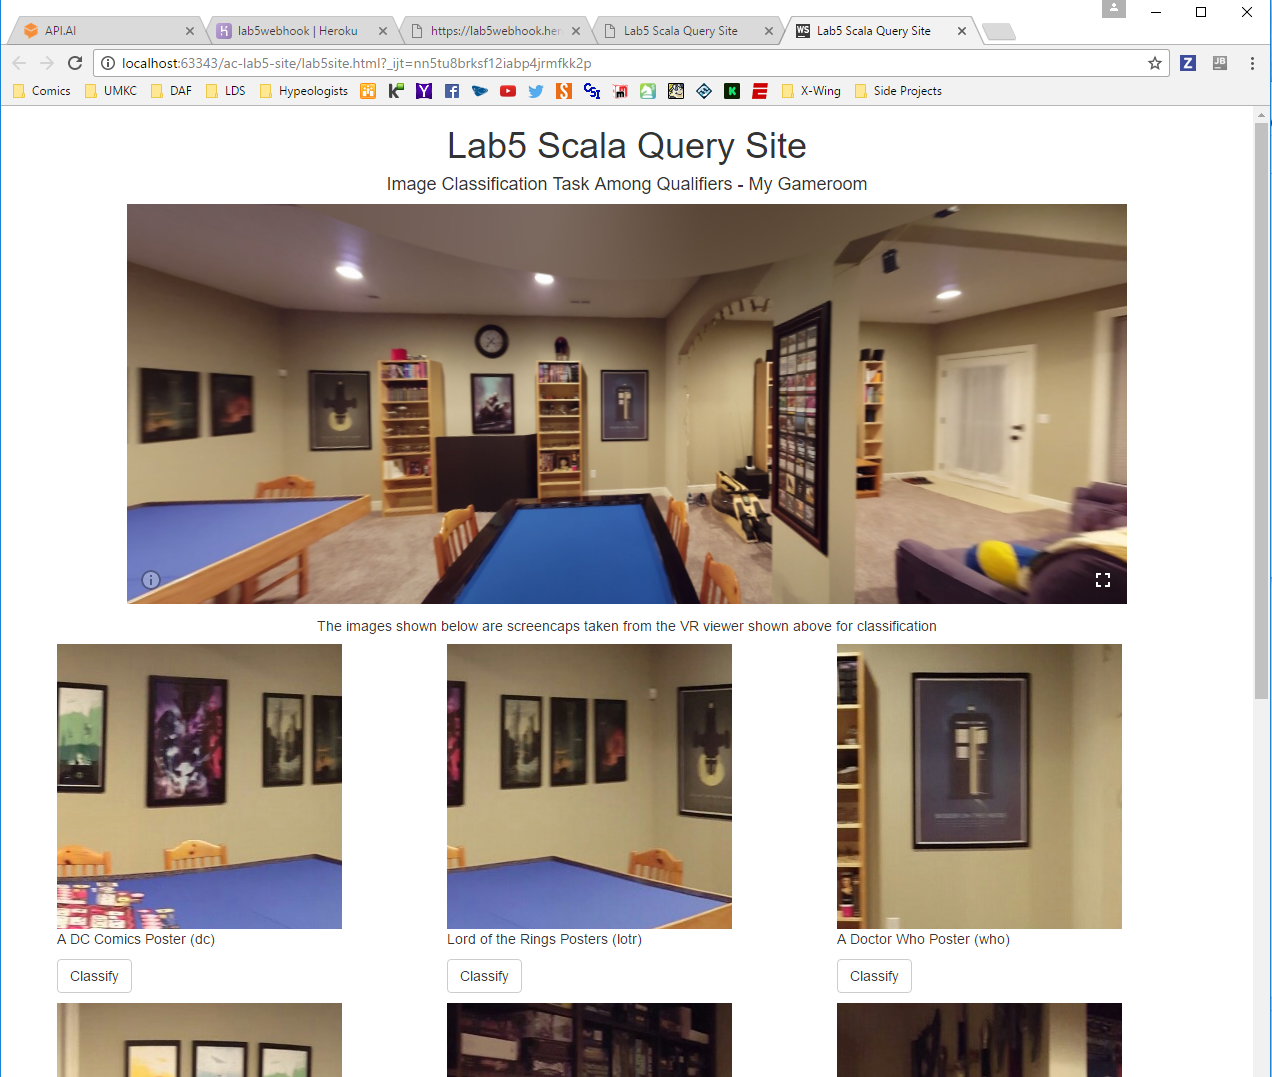 API.AI
lab5webhook | Heroku
https://lab5webhook.her
Lab5 Scala Query Site
WS Lab5 Scala Query Site
localhost:63343/ac-lab5-site/lab5site.html?_ijt=nn5tu8brksf12iabp4jrmfkk2p
Z
JB
Comics
UMKC
DAF
LDS
Hypeologists
X-Wing
Side Projects
Lab5 Scala Query Site
Image Classification Task Among Qualifiers - My Gameroom
The images shown below are screencaps taken from the VR viewer shown above for classification
A DC Comics Poster (dc)
Lord of the Rings Posters (lotr)
A Doctor Who Poster (who)
Classify
Classify
Classify